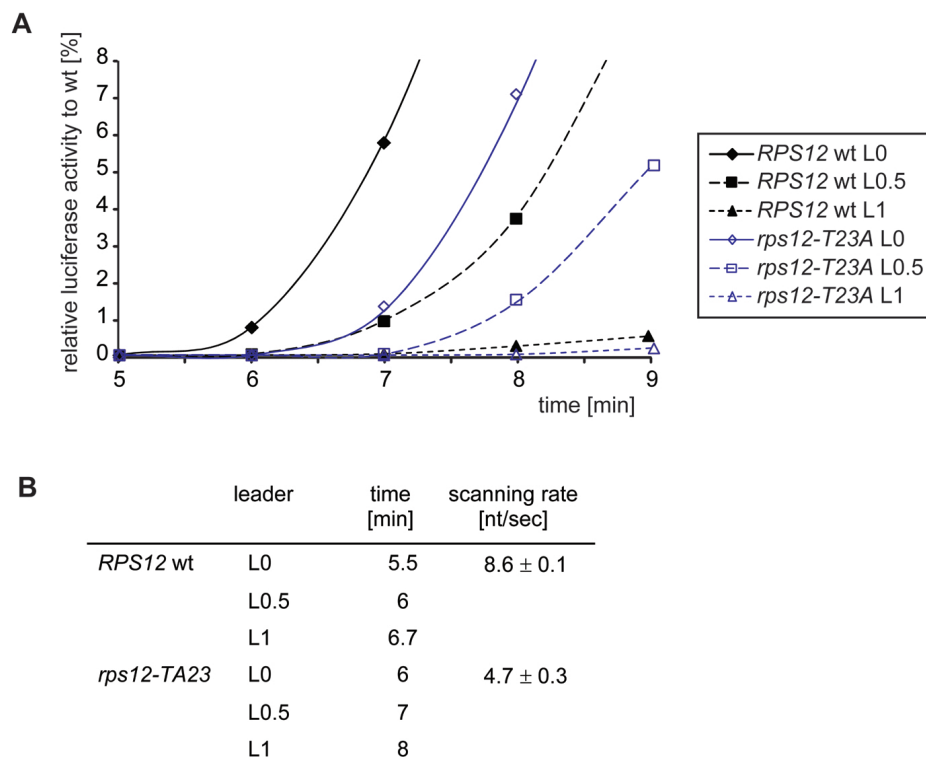 A
relative luciferase activity to wt [%]
8
7
6
5
4
3
2
1
0
5 6 7 8 9
time [min]
RPS12 wt L0
RPS12 wt L0.5
RPS12 wt L1
rps12-T23A L0
rps12-T23A L0.5
rps12-T23A L1
B
leader time scanning rate
[min] [nt/sec]
RPS12 wt L0 5.5 8.6 ± 0.1
L0.5 6
L1 6.7
rps12-TA23 L0 6 4.7 ± 0.3
L0.5 7
L1 8